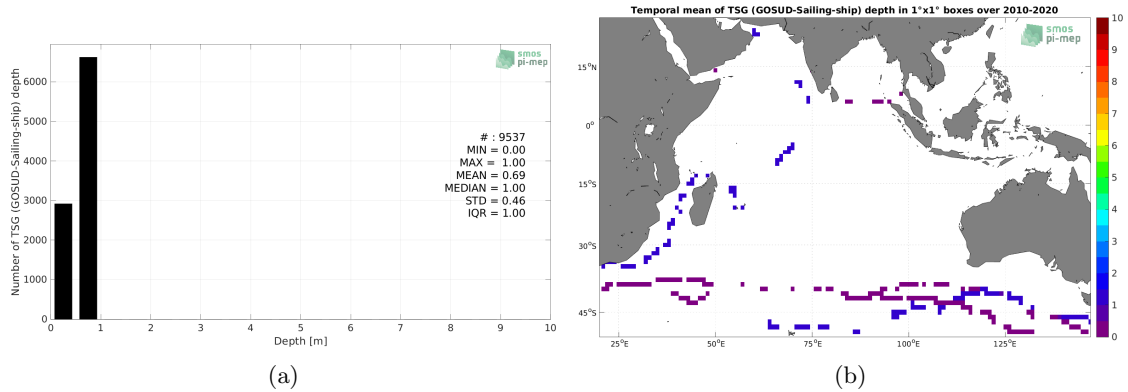 smos
pi-mep
Number of TSG (GOSUD-Sailing-ship) depth
6000
5000
4000
3000
2000
1000
0
# : 9537
MIN = 0.00
MAX = 1.00
MEAN = 0.69
MEDIAN = 1.00
STD = 0.46
IQR = 1.00
0 1 2 3 4 5 6 7 8 9 10
Depth [m]
(a)
Temporal mean of TSG (GOSUD-Sailing-ship) depth in 1°x1° boxes over 2010-2020
smos
pi-mep
15°N
0°
15°S
30°S
45°S
25°E 50°E 75°E 100°E 125°E
10
9
8
7
6
5
4
3
2
1
0
(b)